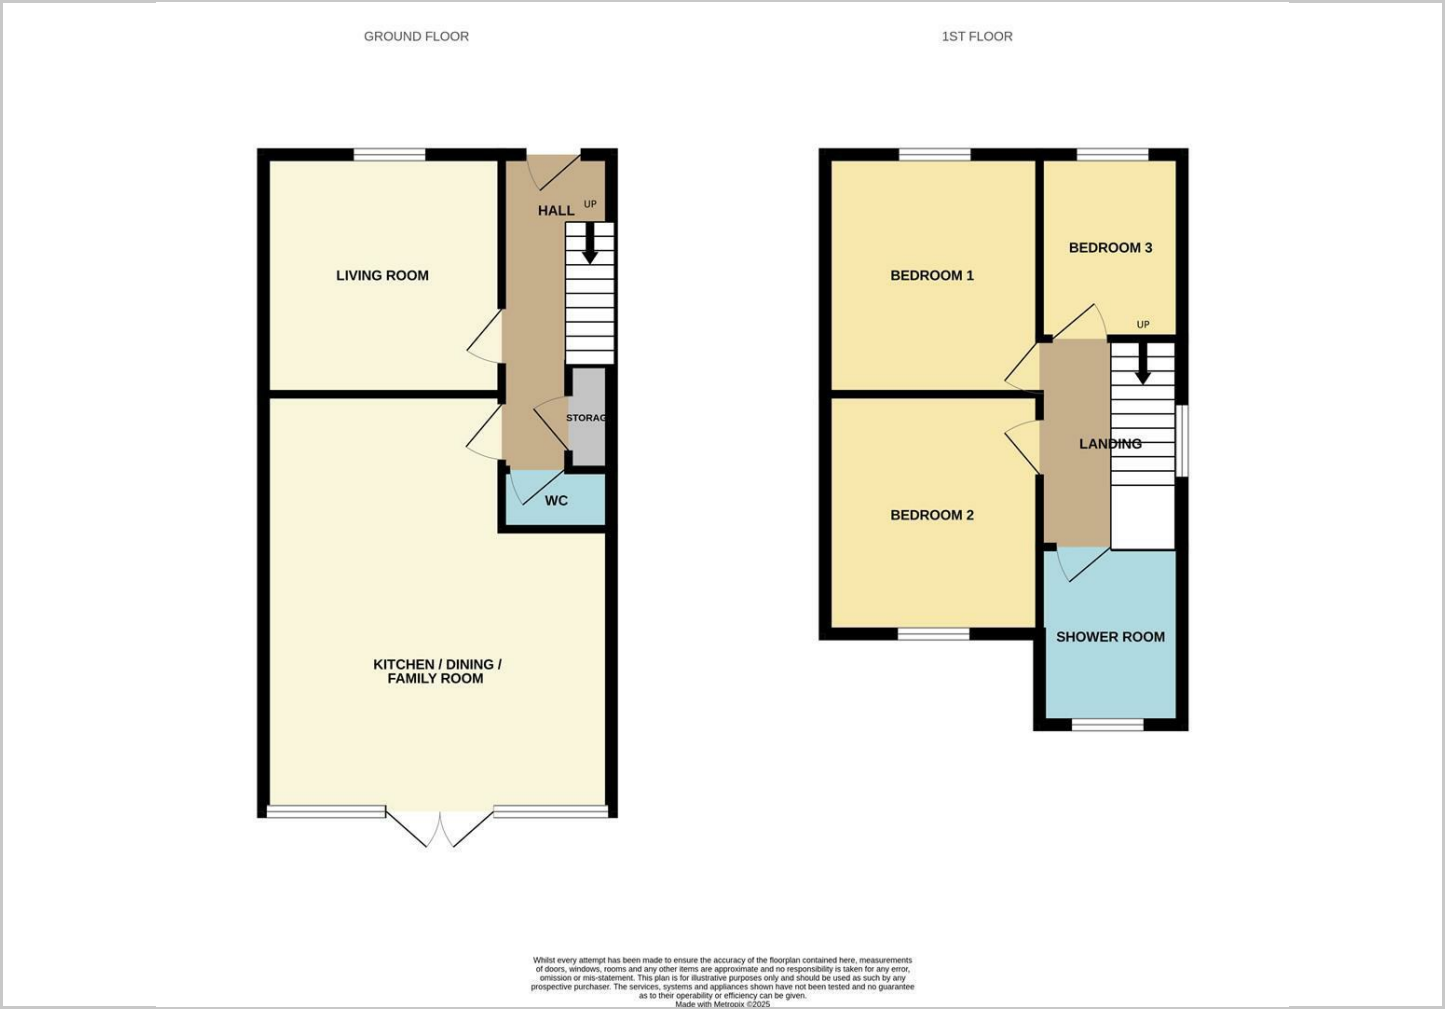 GROUND FLOOR
1ST FLOOR
HALL
UP
LIVING ROOM
STORAG
WC
KITCHEN / DINING /
FAMILY ROOM
BEDROOM 1
BEDROOM 3
UP
LANDING
BEDROOM 2
SHOWER ROOM
Whilst every attempt has been made to ensure the accuracy of the floorplan contained here, measurements
of doors, windows, rooms and any other items are approximate and no responsibility is taken for any error,
omission or mis-statement. This plan is for illustrative purposes only and should be used as such by any
prospective purchaser. The services, systems and appliances shown have not been tested and no guarantee
as to their operability or efficiency can be given.
Made with Metropix ©2025